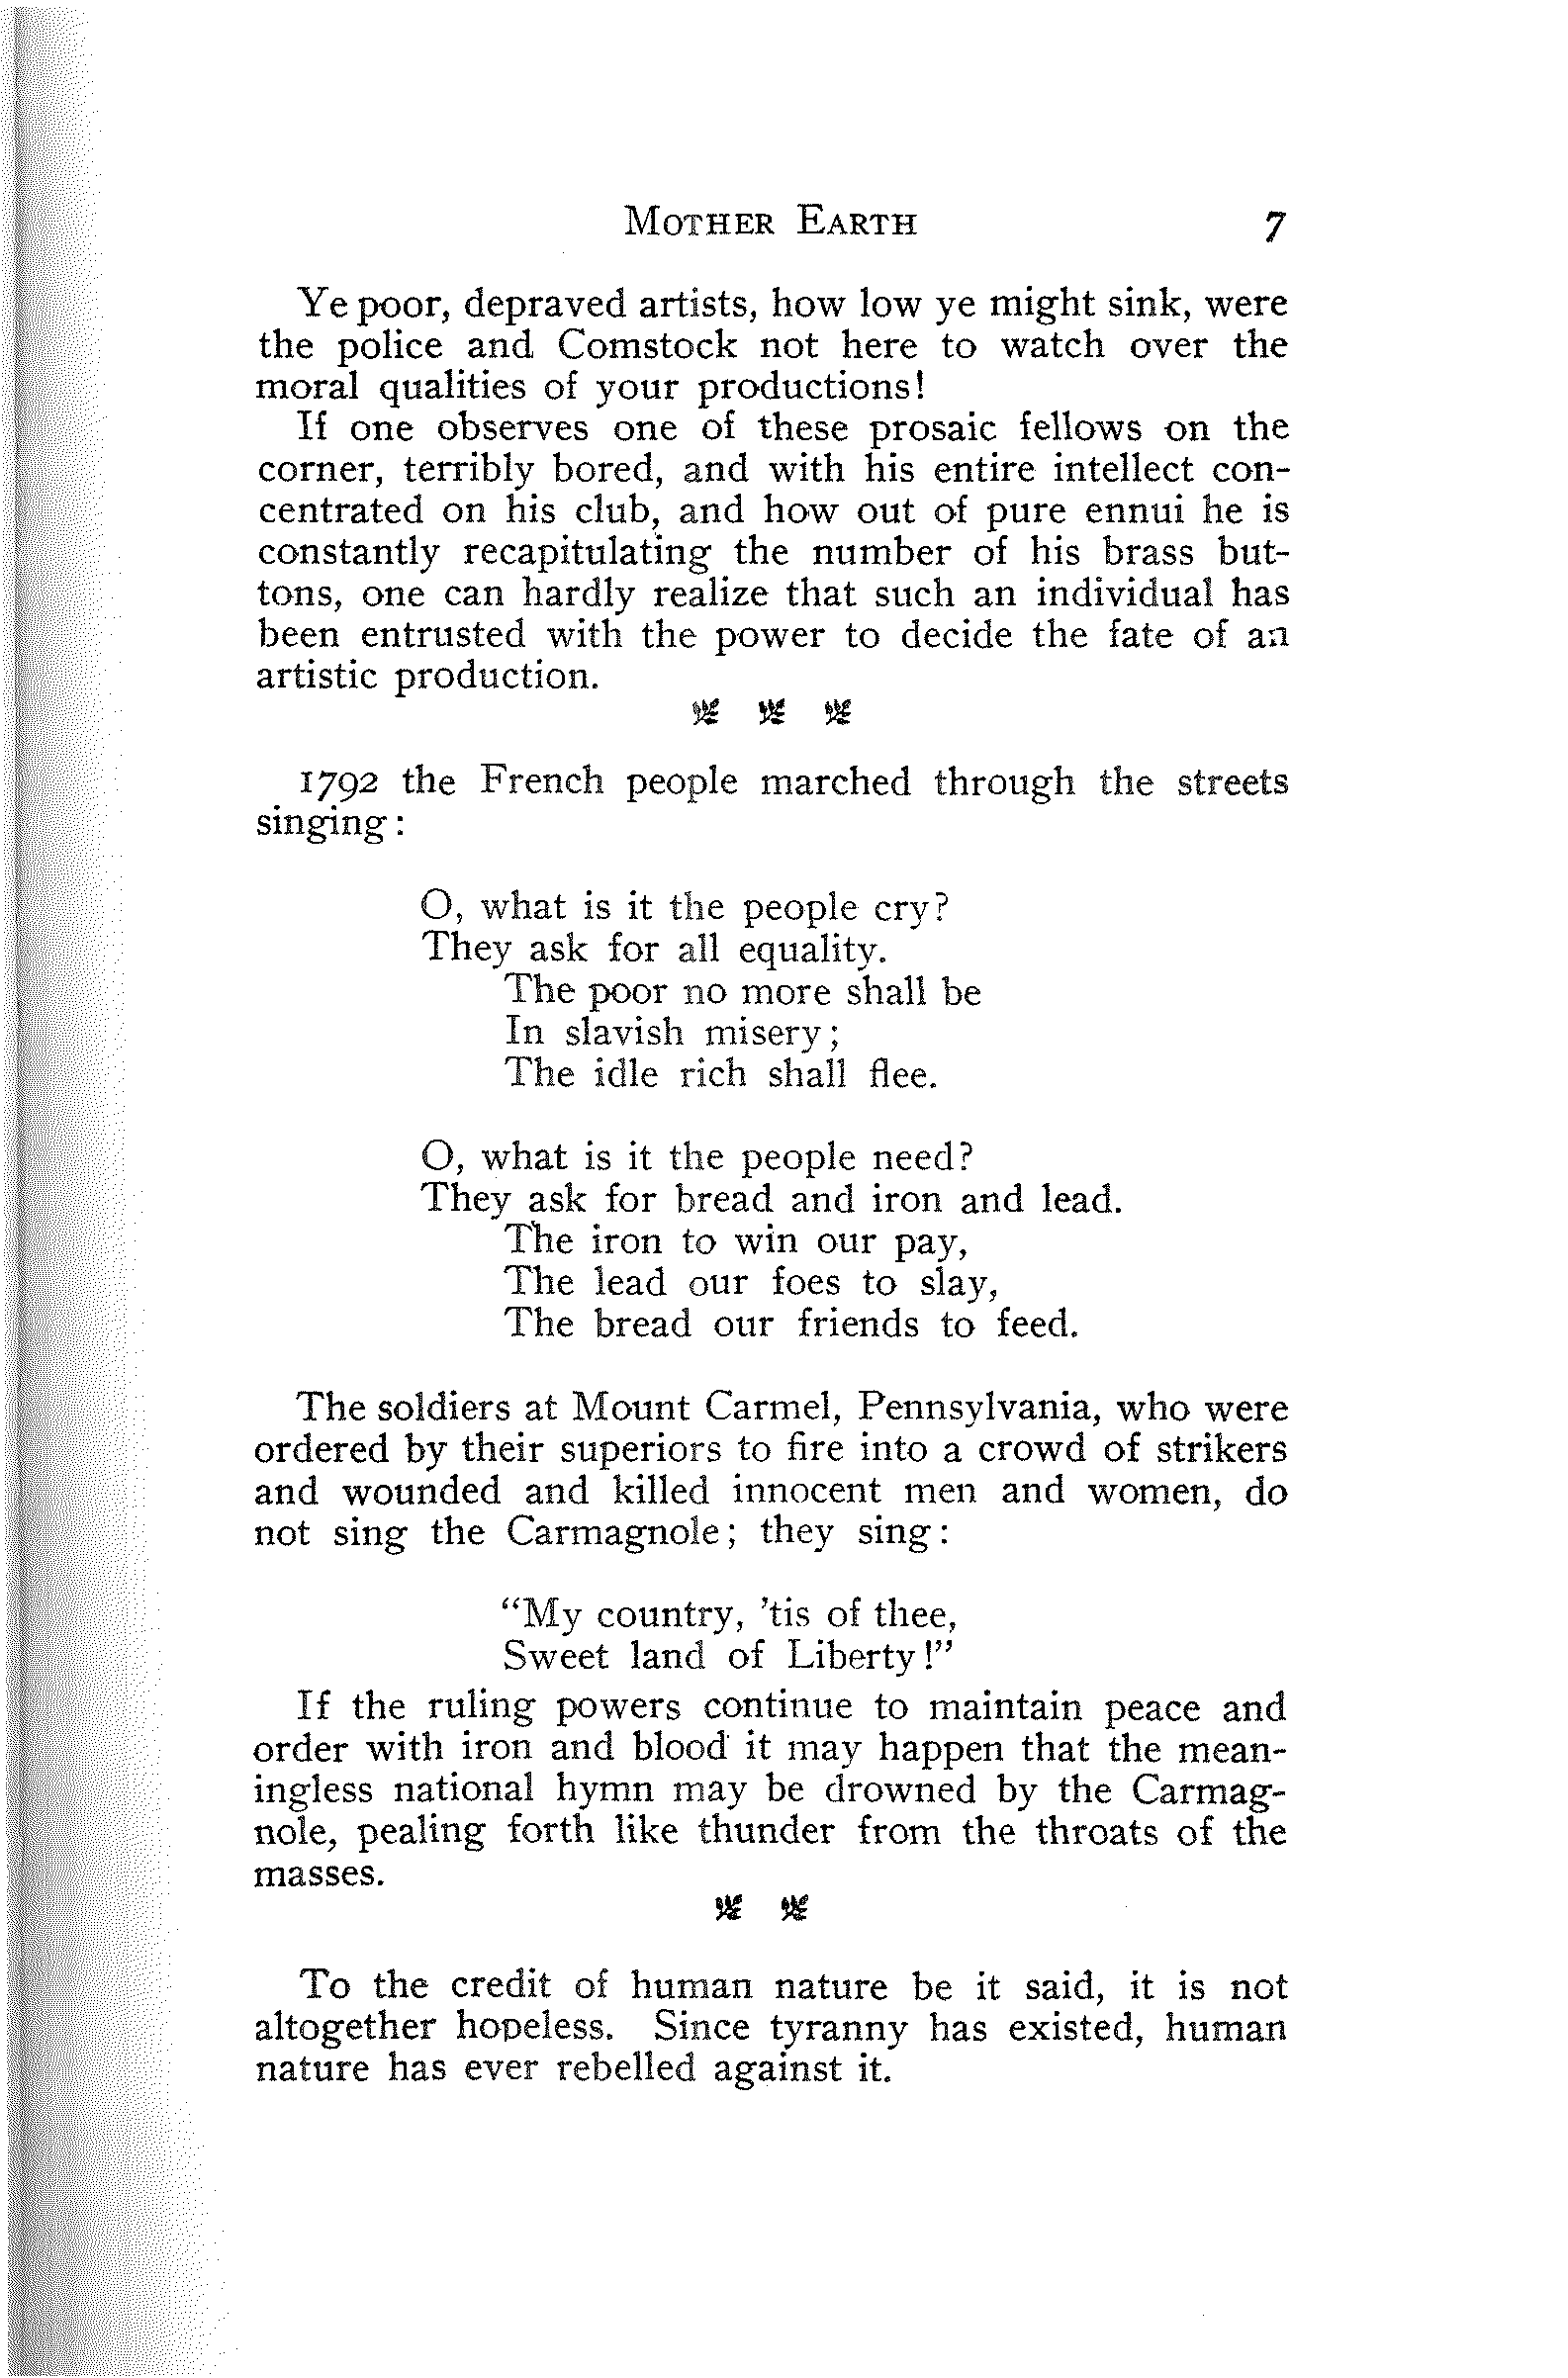 MOTHER EARTH 7
Ye poor, depraved artists, how low ye might sink, were
the police and Comstock not here to watch over the
moral qualities of your productions!
If one observes one of these prosaic fellows on the
corner, terribly bored, and with his entire intellect con-
centrated on his club, and how out of pure ennui he is
constantly recapitulating the number of his brass but-
tons, one can hardly realize that such an individual has
been entrusted with the power to decide the fate of an
artistic production.
1792 the French people marched through the streets
singing:
O, what is it the people cry?
They ask for all equality.
The poor no more shall be
In slavish misery;
The idle rich shall flee.
O, what is it the people need?
They ask for bread and iron and lead.
The iron to win our pay,
The lead our foes to slay,
The bread our friends to feed.
The soldiers at Mount Carmel, Pennsylvania, who were
ordered by their superiors to fire into a crowd of strikers
and wounded and killed innocent men and women, do
not sing the Carmagnole; they sing:
"My country, 'tis of thee,
Sweet land of Liberty!"
If the ruling powers continue to maintain peace and
order with iron and blood it may happen that the mean-
ingless national hymn may be drowned by the Carmag-
nole, pealing forth like thunder from the throats of the
masses.
To the credit of human nature be it said, it is not
altogether hopeless. Since tyranny has existed, human
nature has ever rebelled against it.